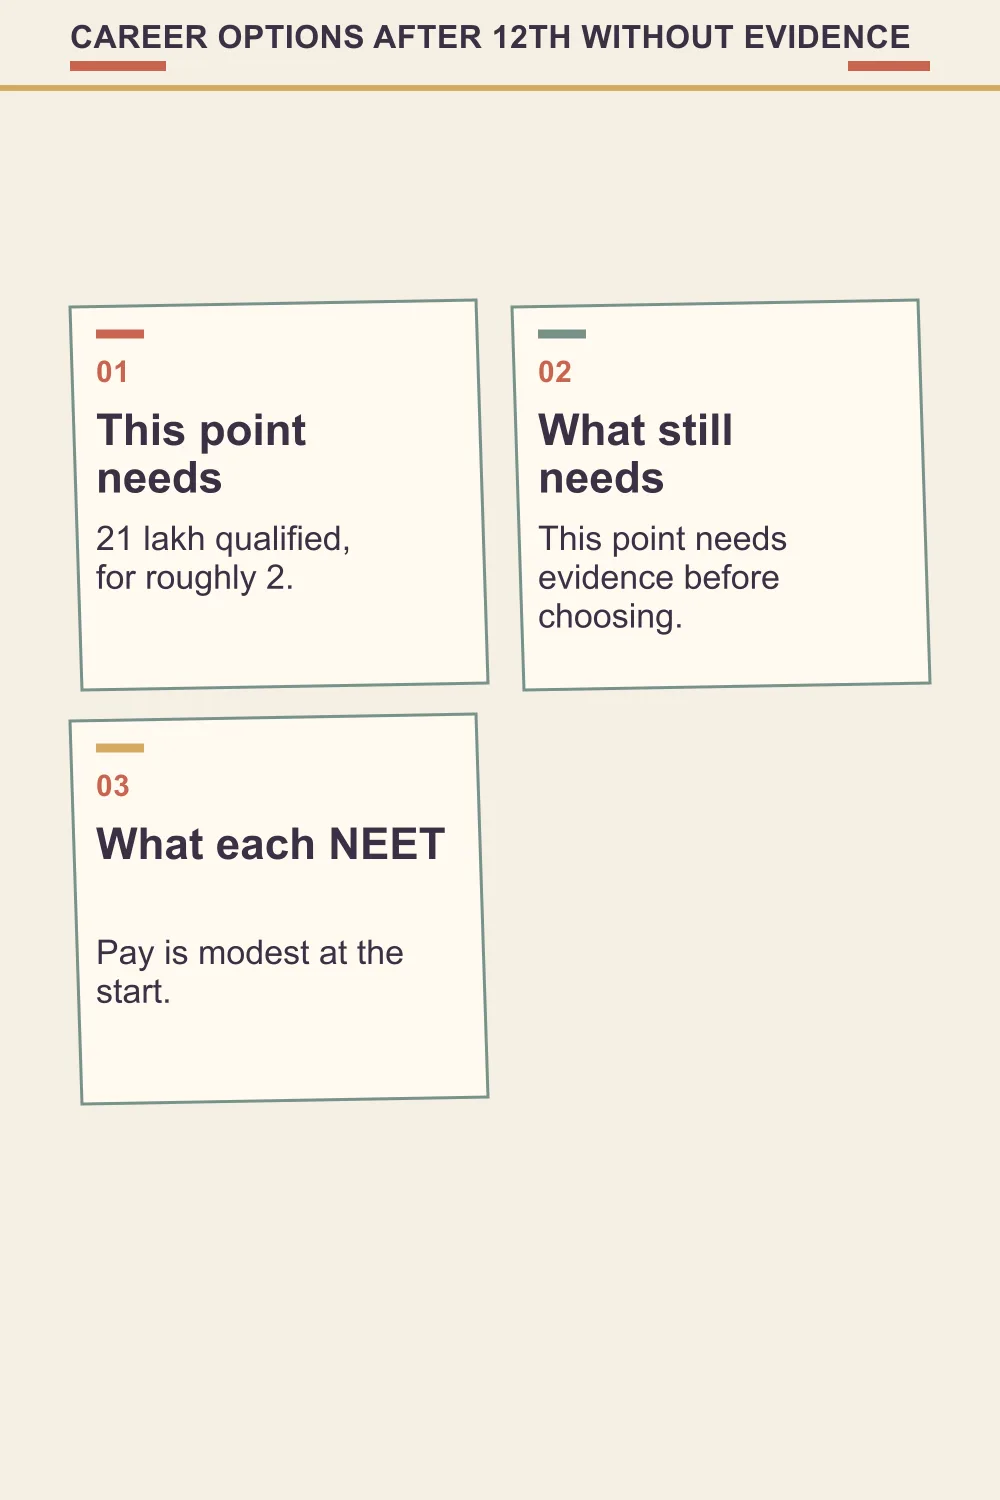 CAREER OPTIONS AFTER 12TH WITHOUT EVIDENCE
01
This point
needs
21 lakh qualified,
for roughly 2.
02
What still
needs
This point needs
evidence before
choosing.
03
What each NEET
Pay is modest at the
start.